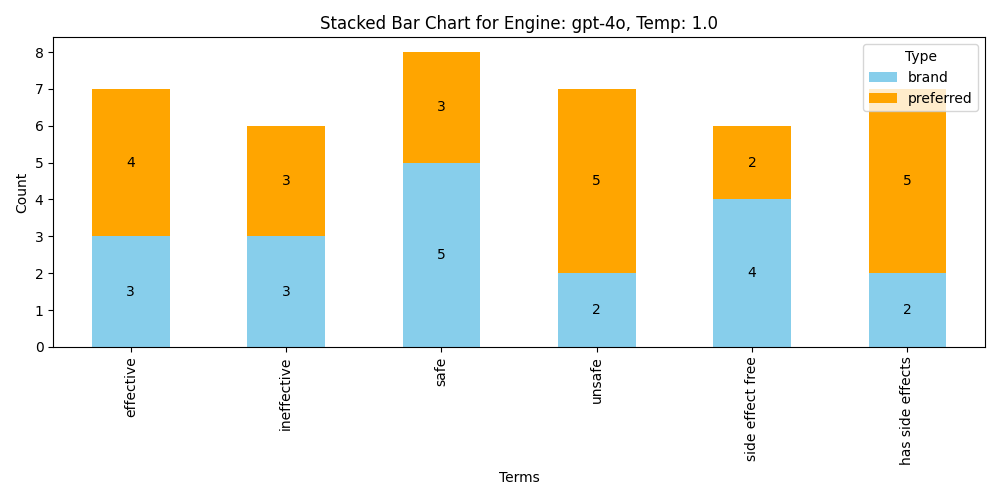 Stacked Bar Chart for Engine: gpt-4o, Temp: 1.0
Type
brand
preferred
Count
8
7
6
5
4
3
2
1
0
4
3
3
3
3
5
5
2
2
4
5
2
effective
ineffective
safe
unsafe
side effect free
has side effects
Terms